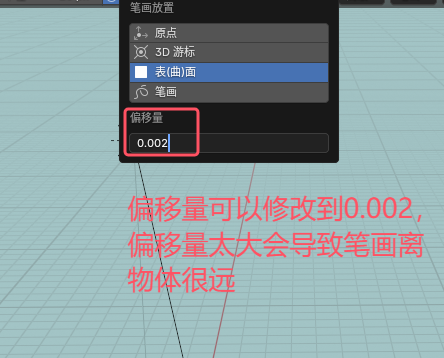 笔画放置
原点
3D 游标
表(曲)面
笔画
偏移量
0.002
偏移量可以修改到0.002，
偏移量太大会导致笔画离
物体很远